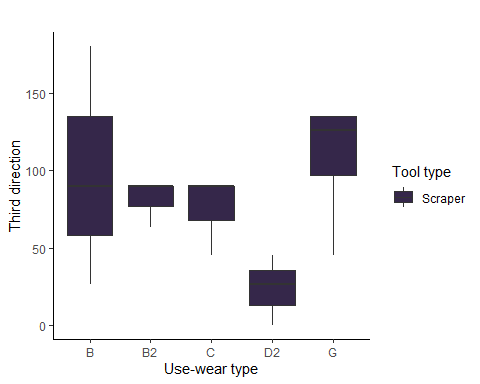 Third direction
150
100
50
0
B B2 C D2 G
Use-wear type
Tool type
Scraper